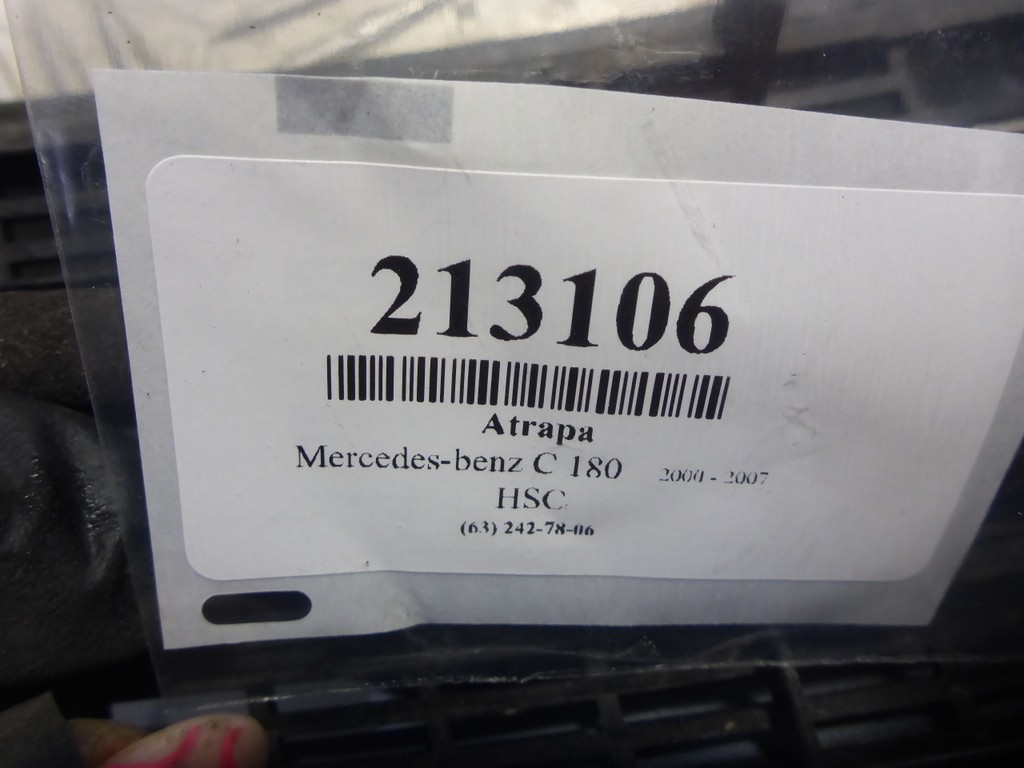 213106
Atrapa
Mercedes-benz C 180 2000 - 2007
HSC
(63) 242-78-06